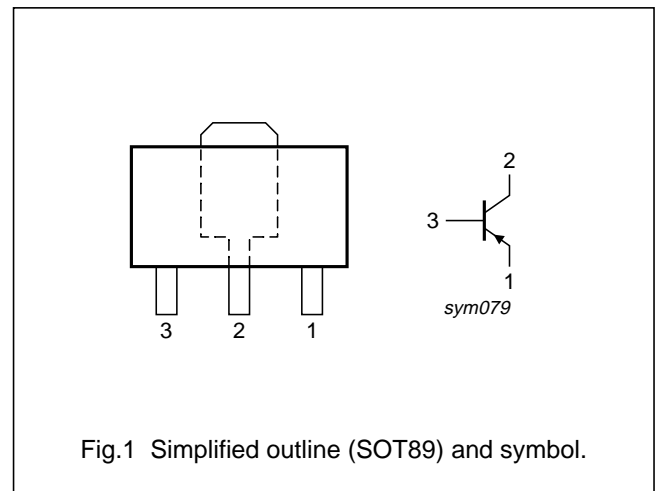 2
3
1
sym079
3 2 1
Fig.1 Simplified outline (SOT89) and symbol.